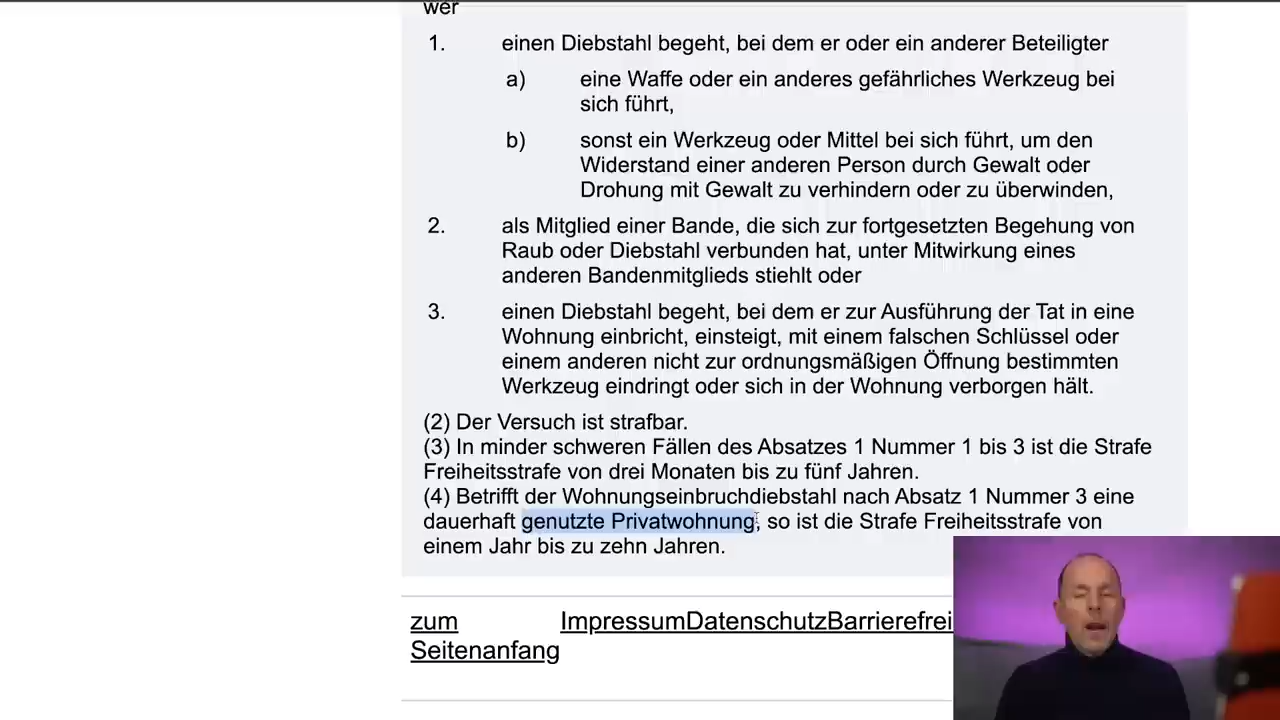 wer
1. einen Diebstahl begeht, bei dem er oder ein anderer Beteiligter
a) eine Waffe oder ein anderes gefährliches Werkzeug bei
sich führt,
b) sonst ein Werkzeug oder Mittel bei sich führt, um den
Widerstand einer anderen Person durch Gewalt oder
Drohung mit Gewalt zu verhindern oder zu überwinden,
2. als Mitglied einer Bande, die sich zur fortgesetzten Begehung von
Raub oder Diebstahl verbunden hat, unter Mitwirkung eines
anderen Bandenmitglieds stiehlt oder
3. einen Diebstahl begeht, bei dem er zur Ausführung der Tat in eine
Wohnung einbricht, einsteigt, mit einem falschen Schlüssel oder
einem anderen nicht zur ordnungsmäßigen Öffnung bestimmten
Werkzeug eindringt oder sich in der Wohnung verborgen hält.
(2) Der Versuch ist strafbar.
(3) In minder schweren Fällen des Absatzes 1 Nummer 1 bis 3 ist die Strafe
Freiheitsstrafe von drei Monaten bis zu fünf Jahren.
(4) Betrifft der Wohnungseinbruchdiebstahl nach Absatz 1 Nummer 3 eine
dauerhaft genutzte Privatwohnung, so ist die Strafe Freiheitsstrafe von
einem Jahr bis zu zehn Jahren.
zum ImpressumDatenschutzBarrierefrei
Seitenanfang